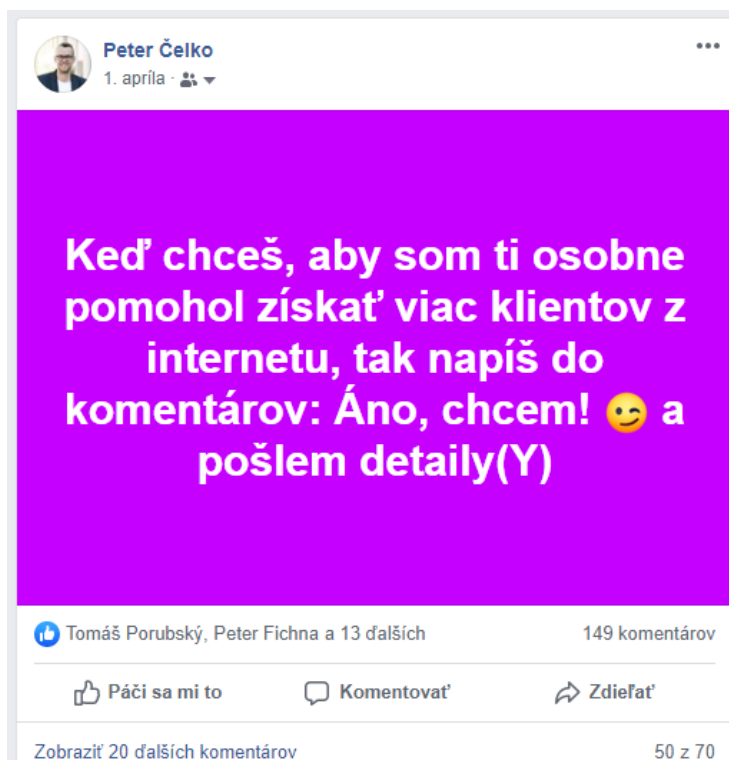 Peter Čelko
1. apríla ·
Keď chceš, aby som ti osobne
pomohol získať viac klientov z
internetu, tak napíš do
komentárov: Áno, chcem! 😉 a
pošlem detaily(Y)
Tomáš Porubský, Peter Fichna a 13 ďalších 149 komentárov
Páči sa mi to Komentovať Zdieľať
Zobraziť 20 ďalších komentárov 50 z 70